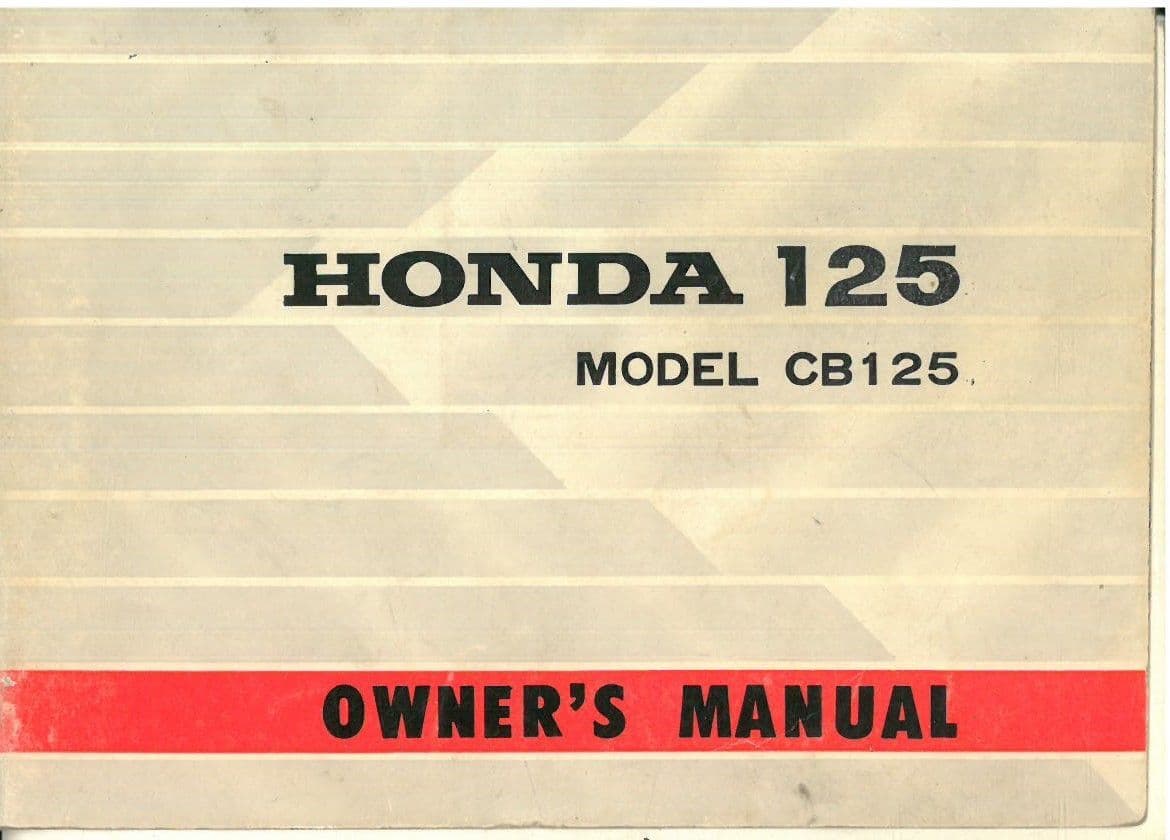 HONDA 125
MODEL CB125
OWNER'S MANUAL